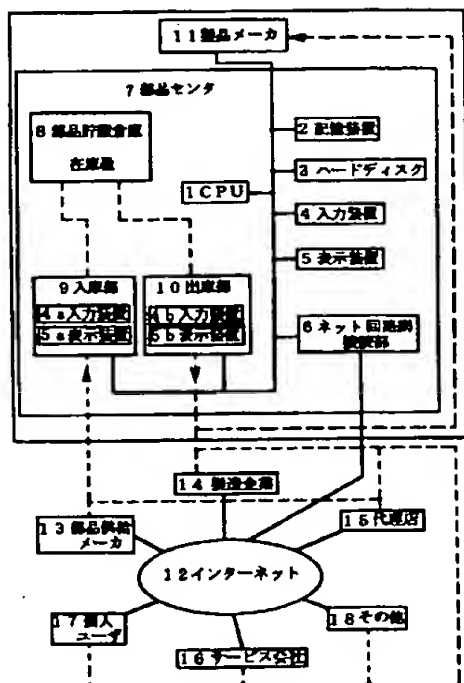 11部品メーカ
7部品センタ
8部品貯蔵倉庫
在庫量
2記憶装置
3ハードディスク
1CPU
4入力装置
5表示装置
9入庫部
4a入力装置
5a表示装置
10出庫部
4b入力装置
5b表示装置
6ネット回路網
接続部
14製造企業
13部品供給
メーカ
15代理店
12インターネット
17個人
ユーザ
18その他
16サービス会社